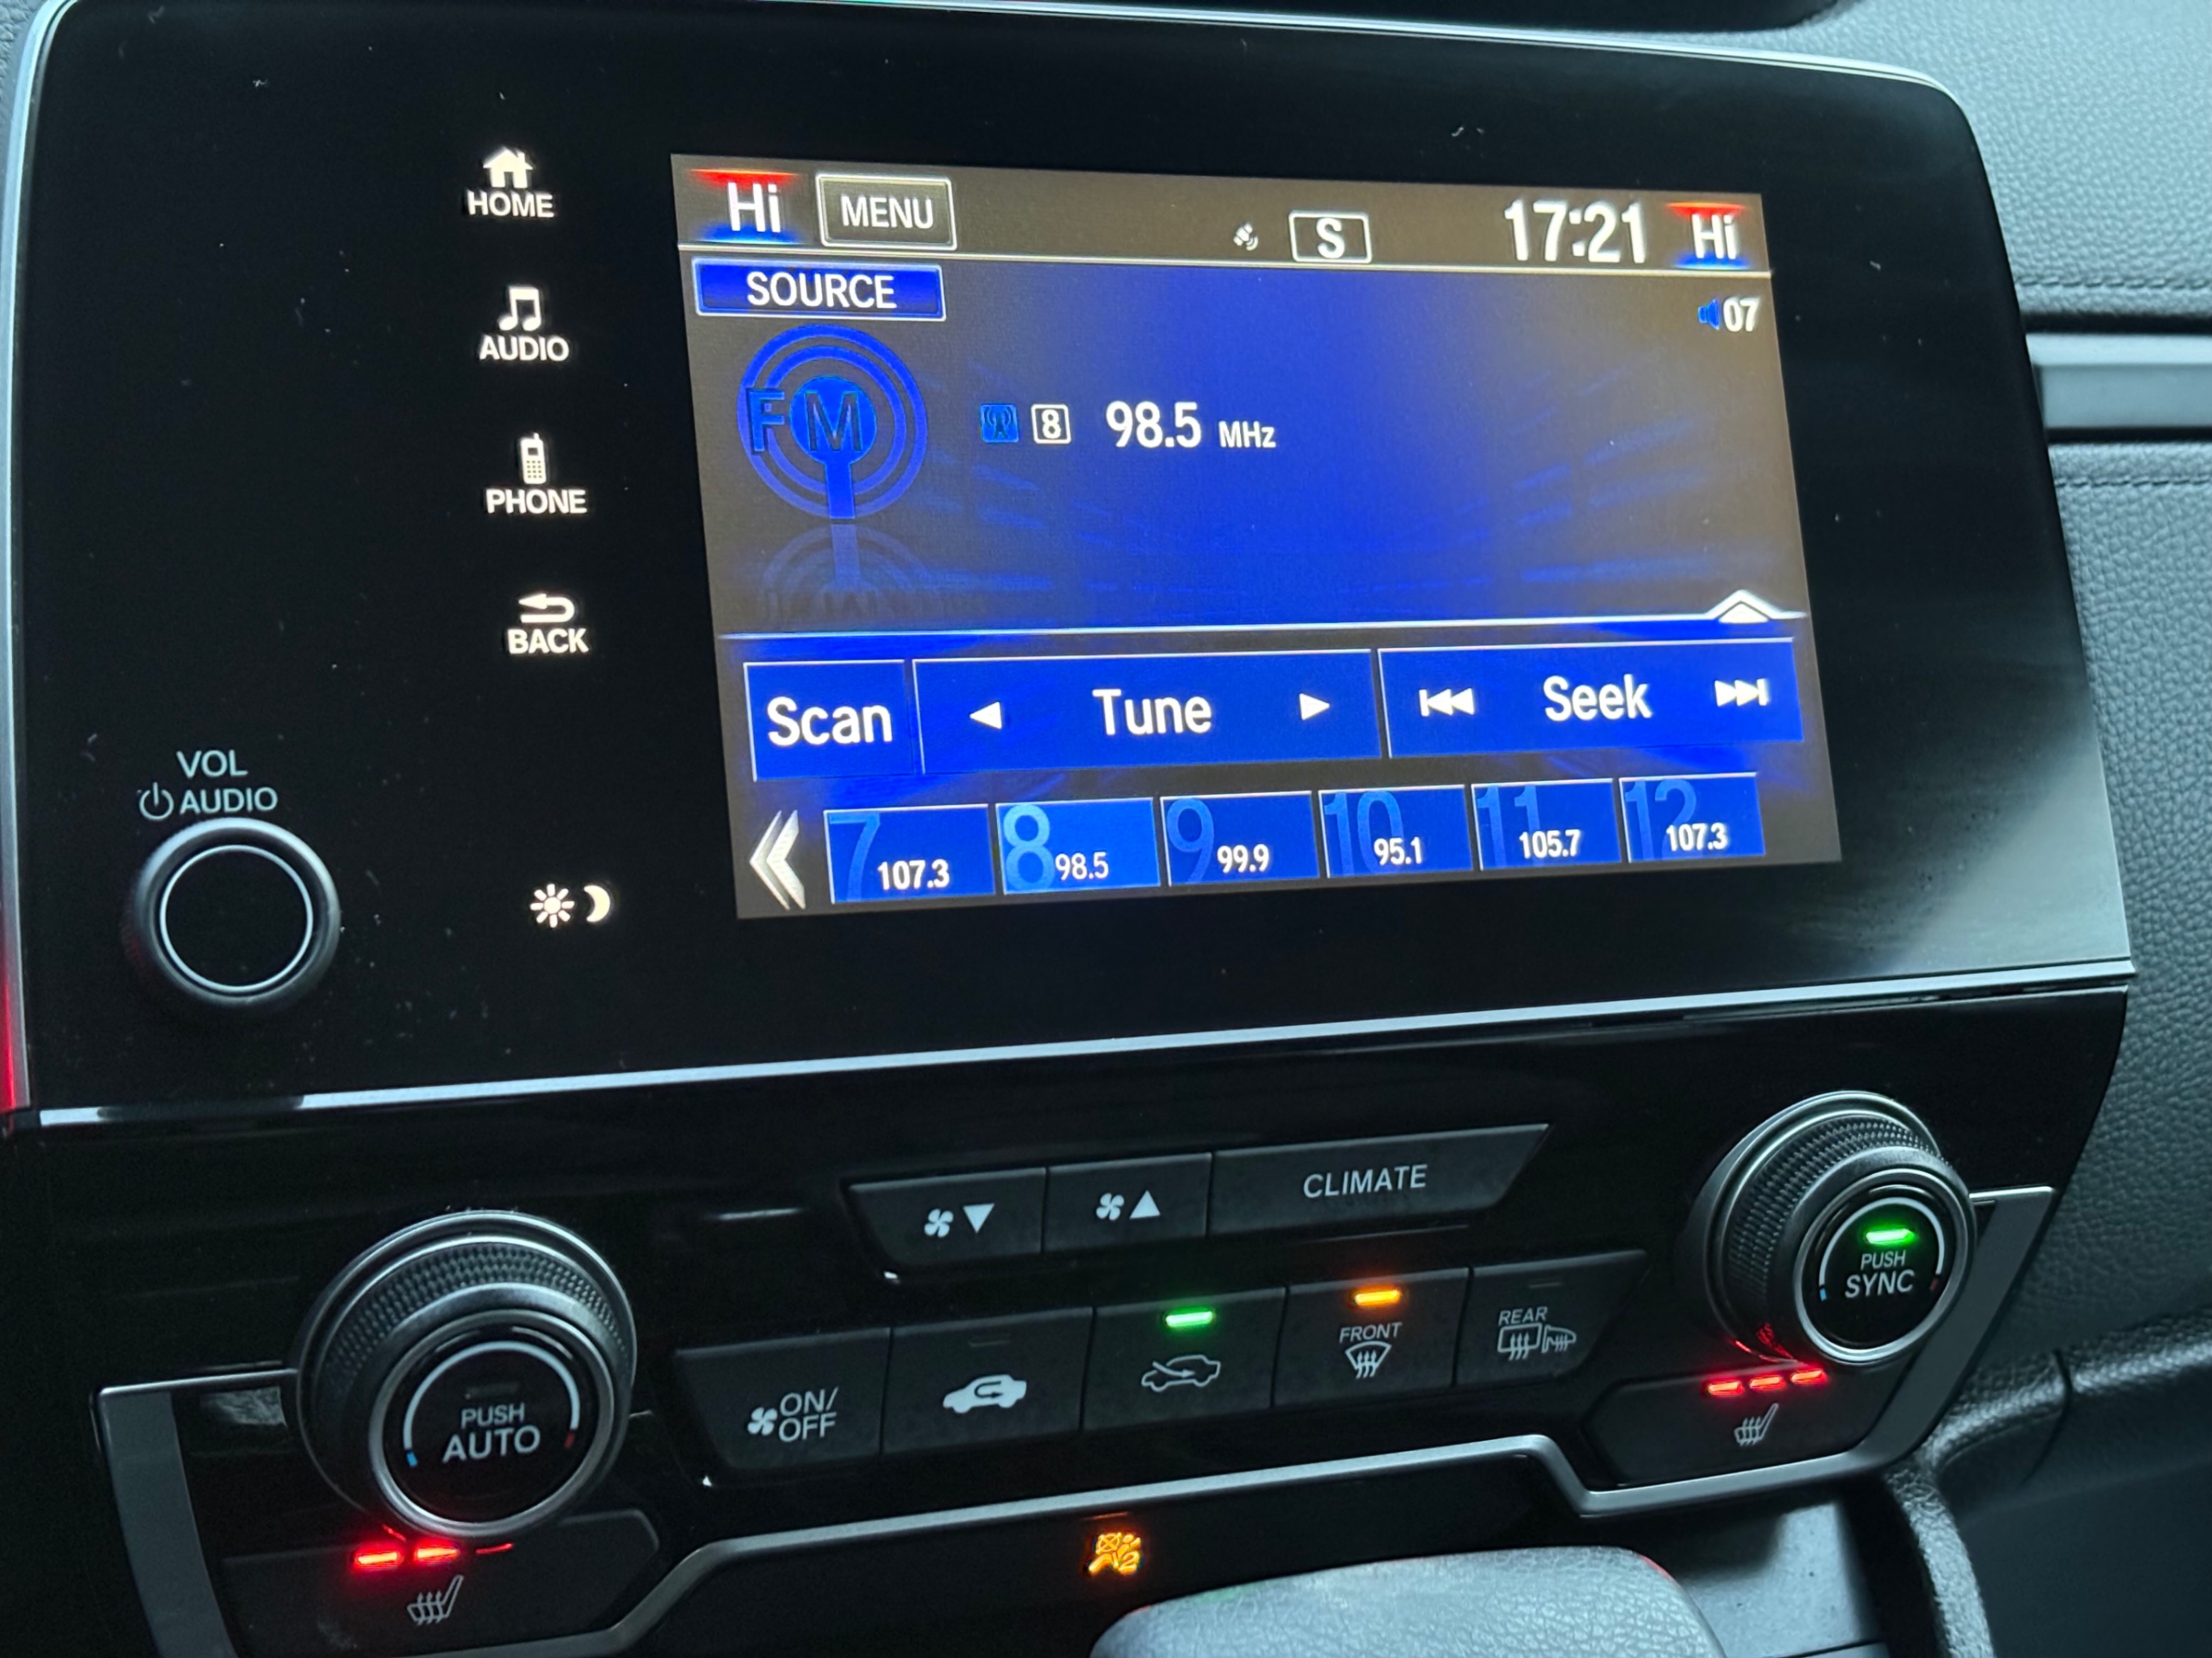 HOME
AUDIO
PHONE
BACK
VOL
AUDIO
Hi MENU S 17:21 Hi
SOURCE
07
FM
8 98.5 MHz
Scan Tune Seek
7 107.3
8 98.5
9 99.9
10 95.1
11 105.7
12 107.3
CLIMATE
PUSH
AUTO
ON/
OFF
FRONT
REAR
PUSH
SYNC
2